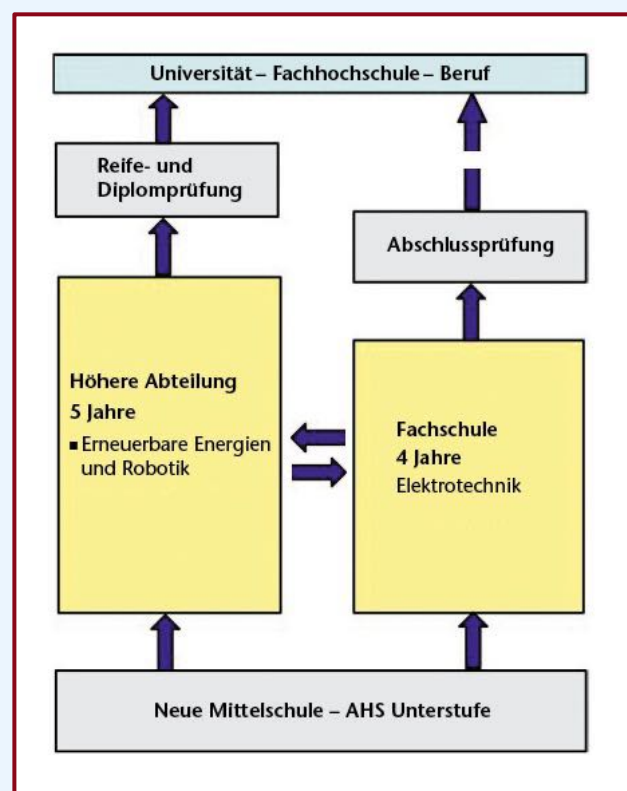 Universität – Fachhochschule – Beruf
Reife- und
Diplomprüfung
Abschlussprüfung
Höhere Abteilung
5 Jahre
▪ Erneuerbare Energien
und Robotik
Fachschule
4 Jahre
Elektrotechnik
Neue Mittelschule – AHS Unterstufe